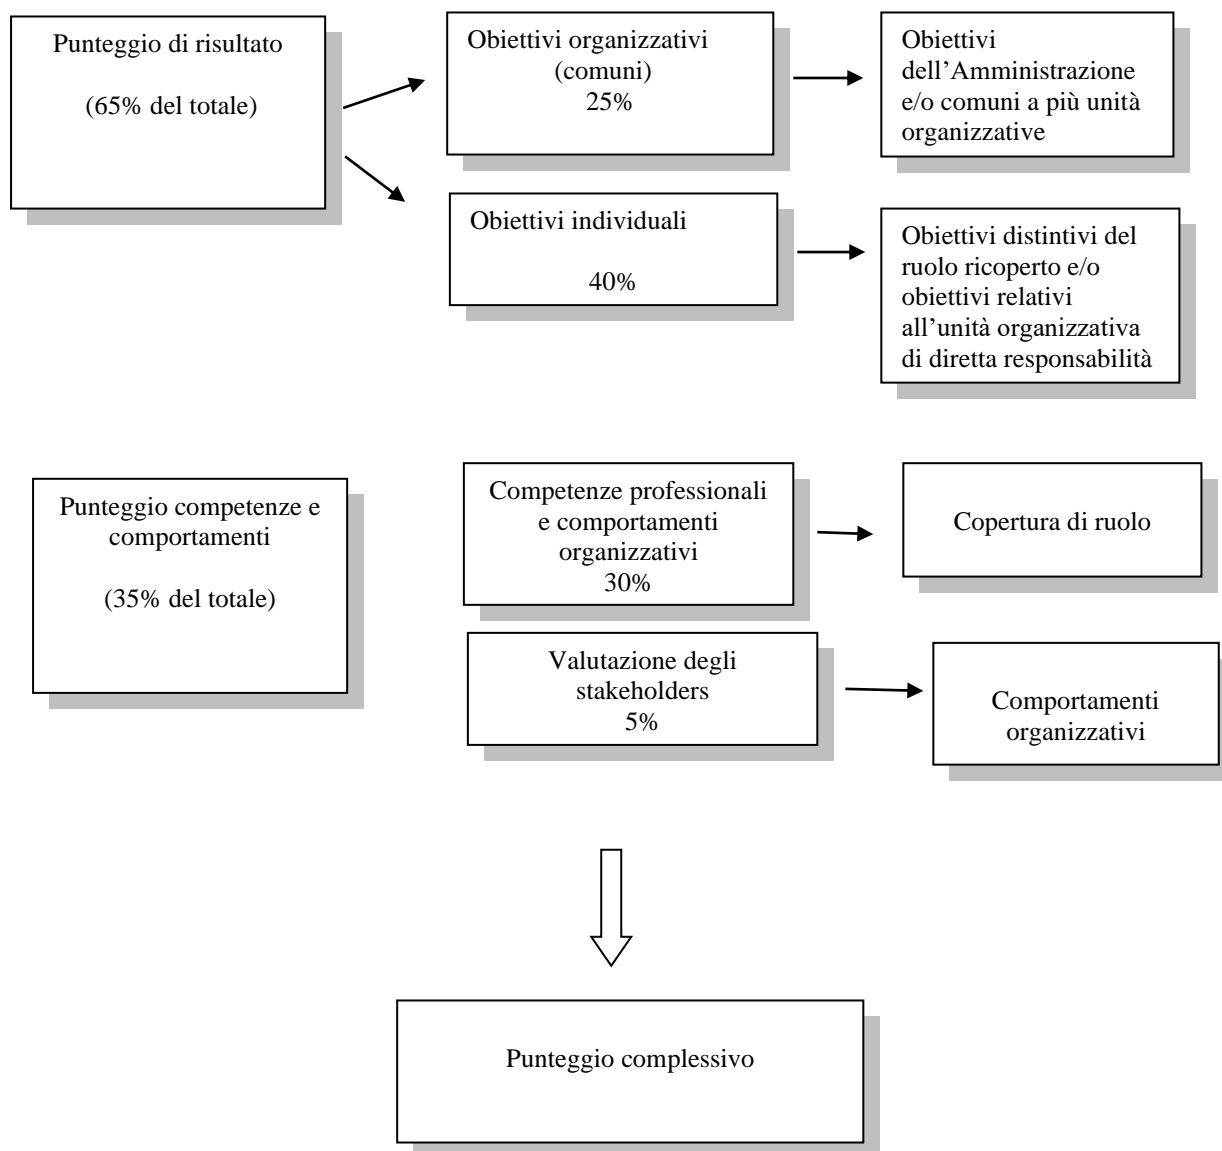 Punteggio di risultato
(65% del totale)
Obiettivi organizzativi
(comuni)
25%
Obiettivi
dell’Amministrazione
e/o comuni a più unità
organizzative
Obiettivi individuali
40%
Obiettivi distintivi del
ruolo ricoperto e/o
obiettivi relativi
all’unità organizzativa
di diretta responsabilità
Punteggio competenze e
comportamenti
(35% del totale)
Competenze professionali
e comportamenti
organizzativi
30%
Copertura di ruolo
Valutazione degli
stakeholders
5%
Comportamenti
organizzativi
Punteggio complessivo